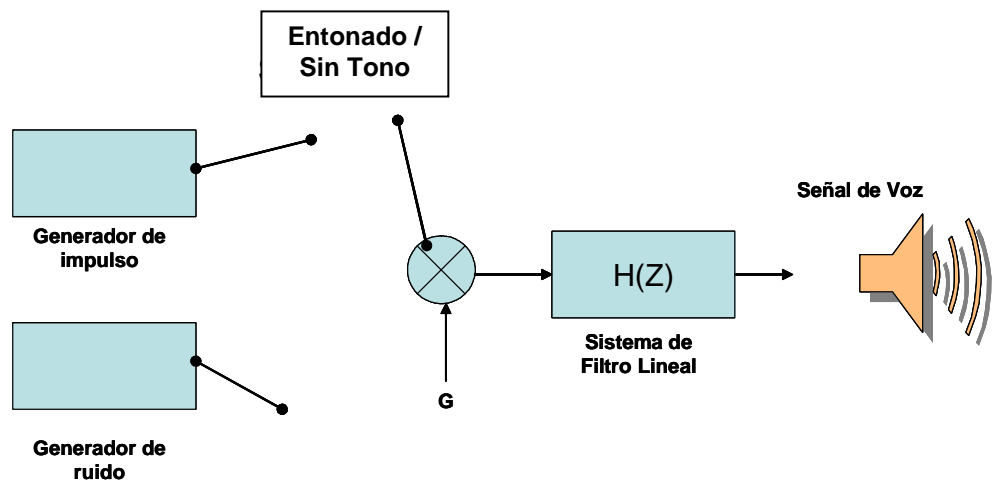 Entonado /
Sin Tono
Generador de
impulso
Señal de Voz
H(Z)
Sistema de
Filtro Lineal
G
Generador de
ruido